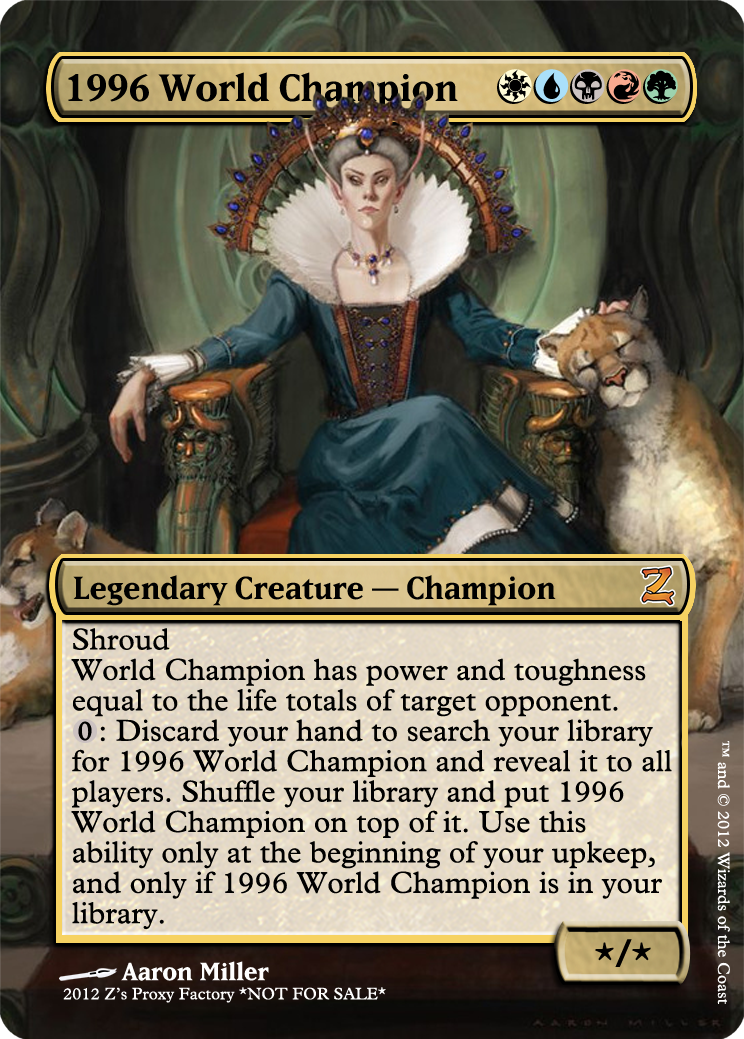 1996 World Champion
Legendary Creature — Champion
Z
Shroud
World Champion has power and toughness
equal to the life totals of target opponent.
0: Discard your hand to search your library
for 1996 World Champion and reveal it to all
players. Shuffle your library and put 1996
World Champion on top of it. Use this
ability only at the beginning of your upkeep,
and only if 1996 World Champion is in your
library.
★/★
Aaron Miller
2012 Z's Proxy Factory *NOT FOR SALE*
™ and © 2012 Wizards of the Coast
AARON MILLER